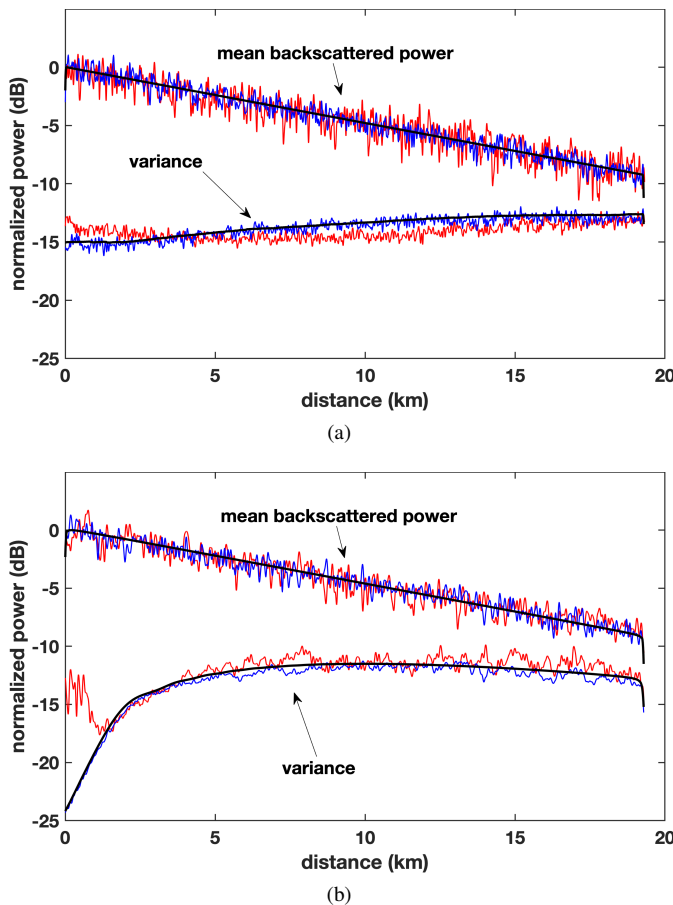 mean backscattered power
variance
normalized power (dB)
0
-5
-10
-15
-20
-25
0 5 10 15 20
distance (km)
(a)
mean backscattered power
variance
normalized power (dB)
0
-5
-10
-15
-20
-25
0 5 10 15 20
distance (km)
(b)